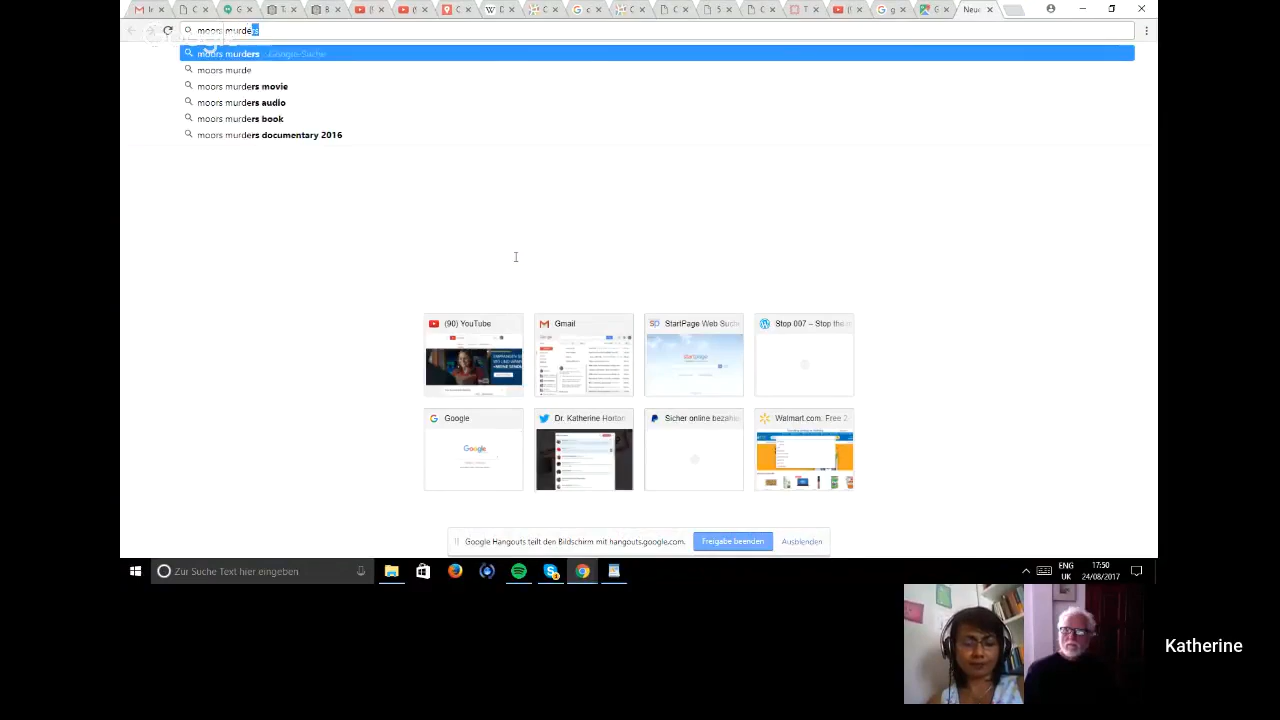 moors murders
moors murders - Google-Suche
moors murde
moors murders movie
moors murders audio
moors murders book
moors murders documentary 2016
(90) YouTube
Gmail
StartPage Web Suche
Stop 007 – Stop the
Google
Dr. Katherine Horton
Sicher online bezahle
Walmart.com. Free 2
Google Hangouts teilt den Bildschirm mit hangouts.google.com.
Freigabe beenden
Ausblenden
Zur Suche Text hier eingeben
ENG
UK
17:50
24/08/2017
Katherine